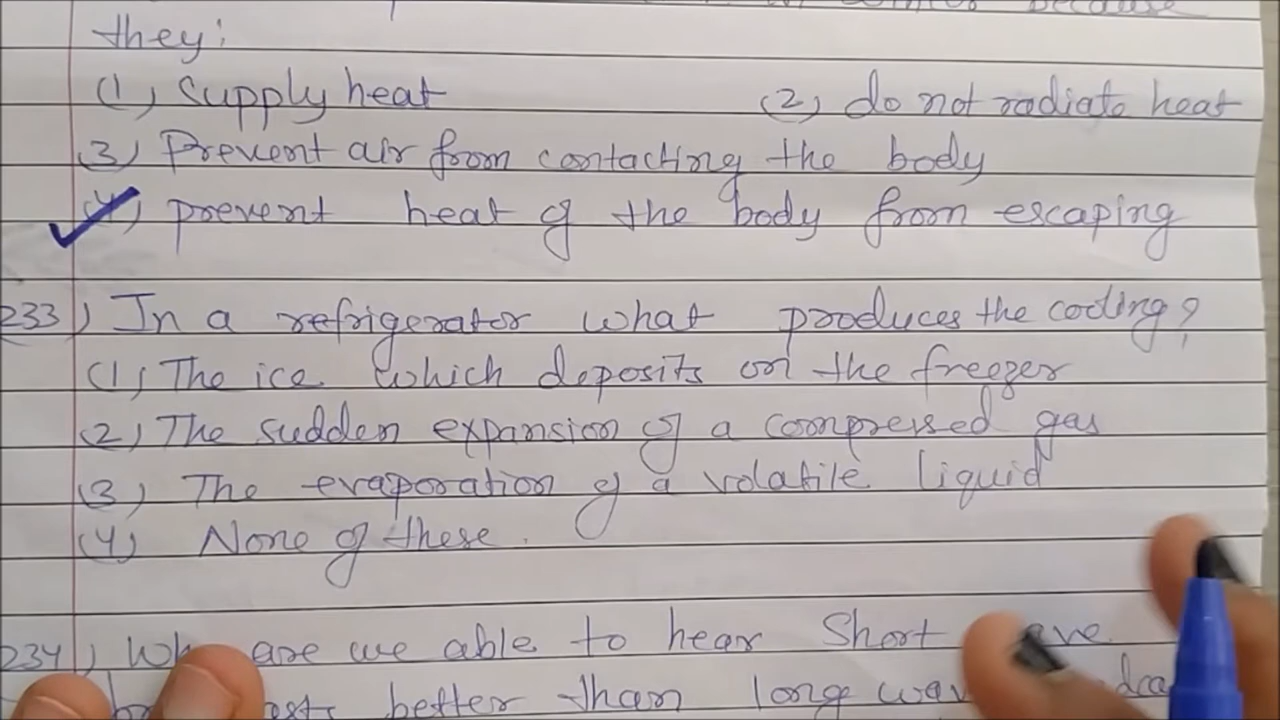 because
they:
(1) Supply heat (2) do not radiate heat
(3) Prevent air from contacting the body
(4) prevent heat of the body from escaping
233) In a refrigerator what produces the cooling?
(1) The ice which deposits on the freezer
(2) The sudden expansion of a compressed gas
(3) The evaporation of a volatile liquid
(4) None of these.
234) are we able to hear Short
better than long